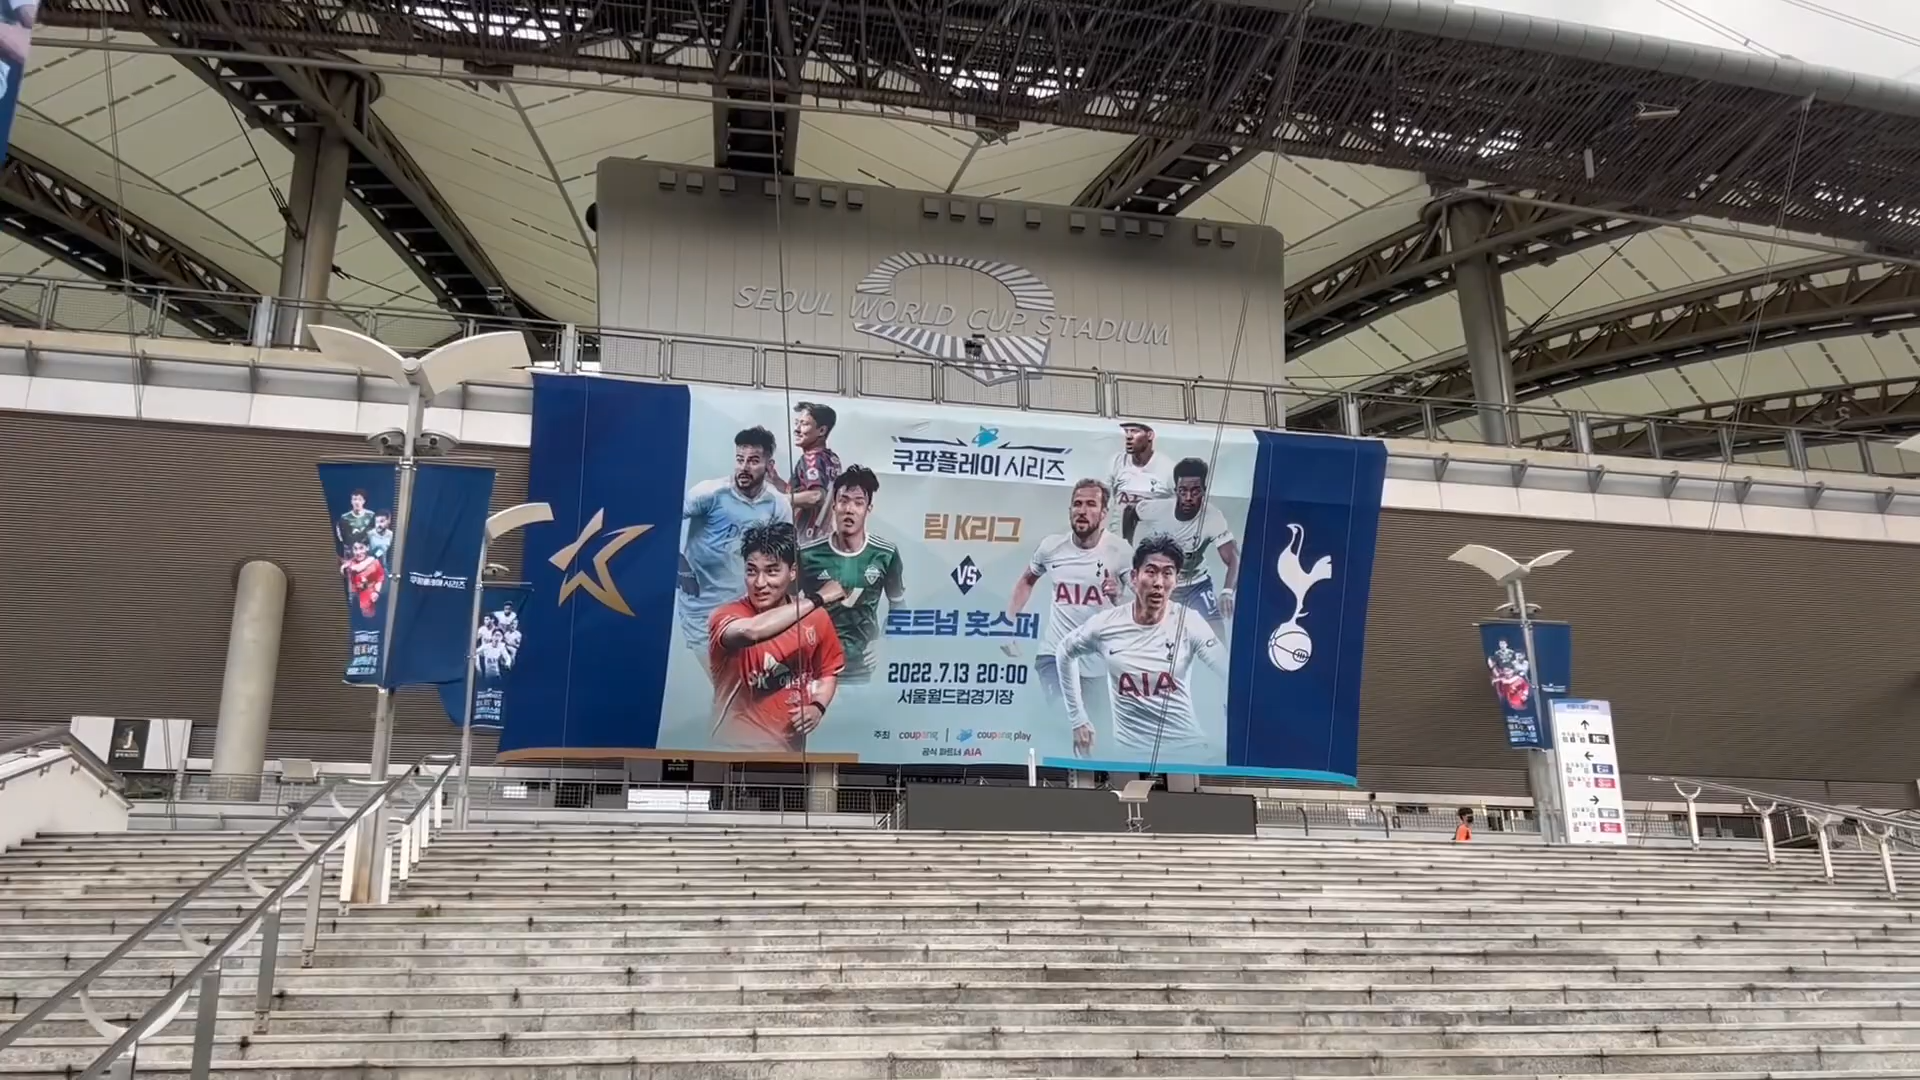 SEOUL WORLD CUP STADIUM
쿠팡플레이 시리즈
팀 K리그
VS
토트넘 홋스퍼
2022.7.13 20:00
서울월드컵경기장
주최 coupang | coupang play
공식 파트너 AIA
AIA
AIA
SK
19
쿠팡플레이 시리즈